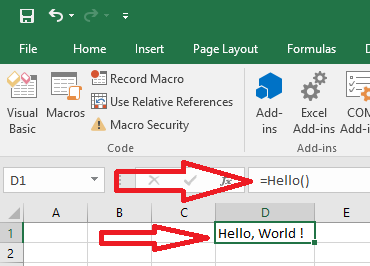 File Home Insert Page Layout Formulas
Visual Basic
Macros
Record Macro
Use Relative References
Macro Security
Code
Add-ins
Excel Add-ins
COM Add-in
Add-ins
D1 fx =Hello()
A B C D E
1 Hello, World !
2